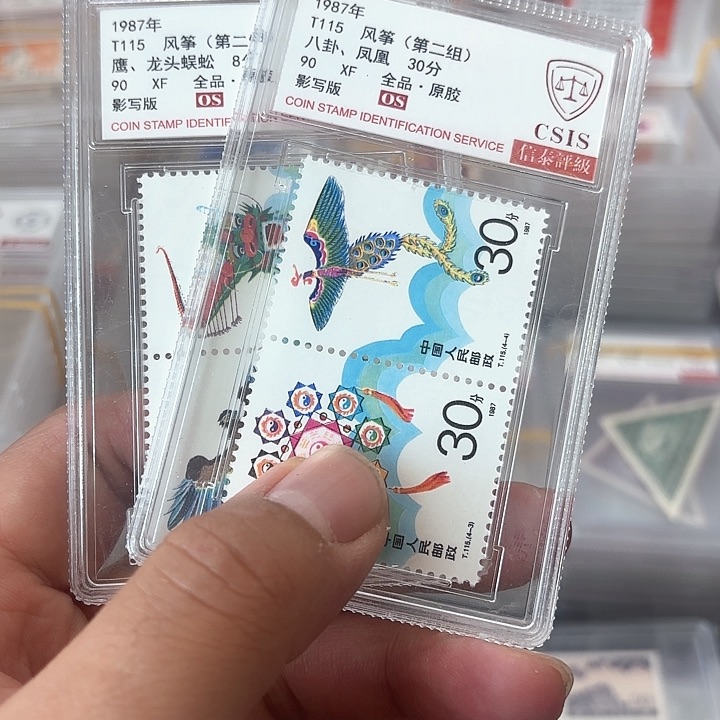 1987年
T115 风筝（第二
鹰、龙头蜈蚣 8分
90 XF 全品·
影写版 OS
COIN STAMP IDENTIFICATION SE
1987年
T115 风筝（第二组）
八卦、凤凰 30分
90 XF 全品·原胶
影写版 OS
COIN STAMP IDENTIFICATION SERVICE
CSIS
信泰評級
30分
1987
中国人民邮政
T.115.(4-4)
30分
1987
中国人民邮政
T.115.(4-3)